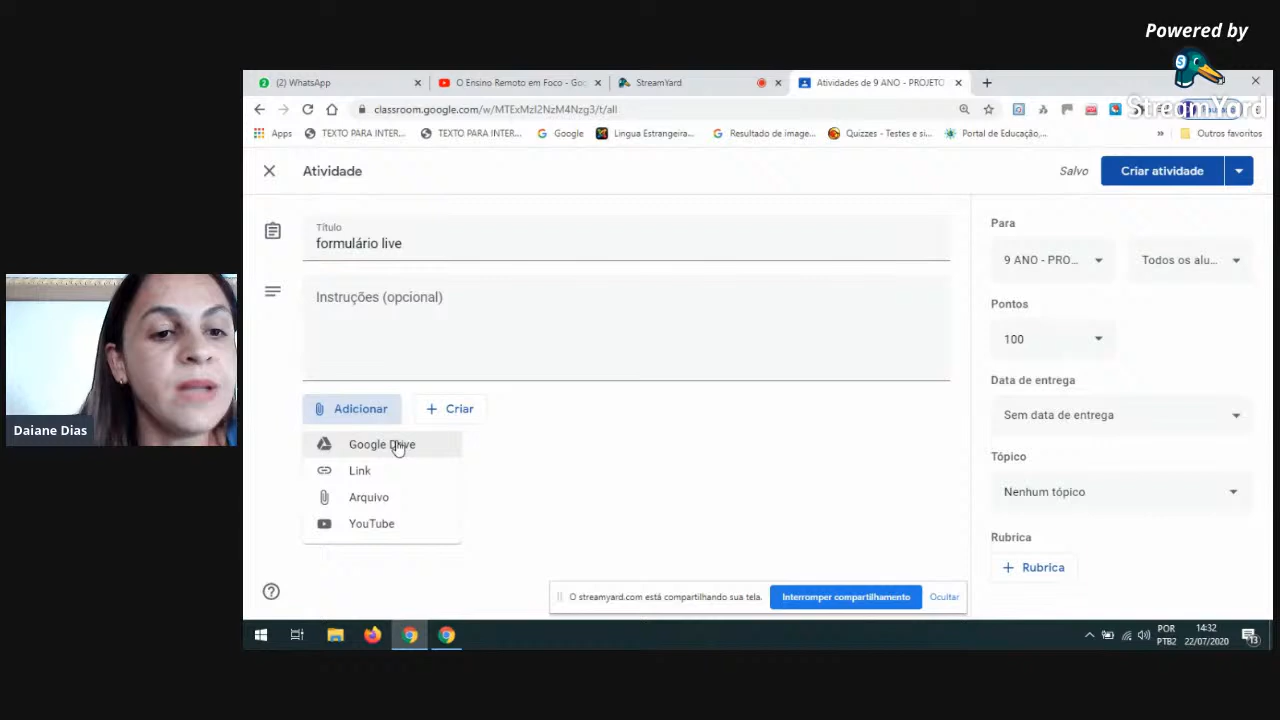 Powered by
StreamYard
(2) WhatsApp
O Ensino Remoto em Foco - Goo
StreamYard
Atividades de 9 ANO - PROJETO
classroom.google.com/w/MTExMzI2NzM4Nzg3/t/all
Apps
TEXTO PARA INTER...
TEXTO PARA INTER...
Google
Lingua Estrangeira...
Resultado de image...
Quizzes - Testes e si...
Portal de Educação,...
»
Outros favoritos
Atividade
Salvo
Criar atividade
Título
formulário live
Instruções (opcional)
Adicionar
+ Criar
Google Drive
Link
Arquivo
YouTube
Para
9 ANO - PRO...
Todos os alu...
Pontos
100
Data de entrega
Sem data de entrega
Tópico
Nenhum tópico
Rubrica
+ Rubrica
Daiane Dias
O streamyard.com está compartilhando sua tela.
Interromper compartilhamento
Ocultar
POR
PTB2
14:32
22/07/2020
13